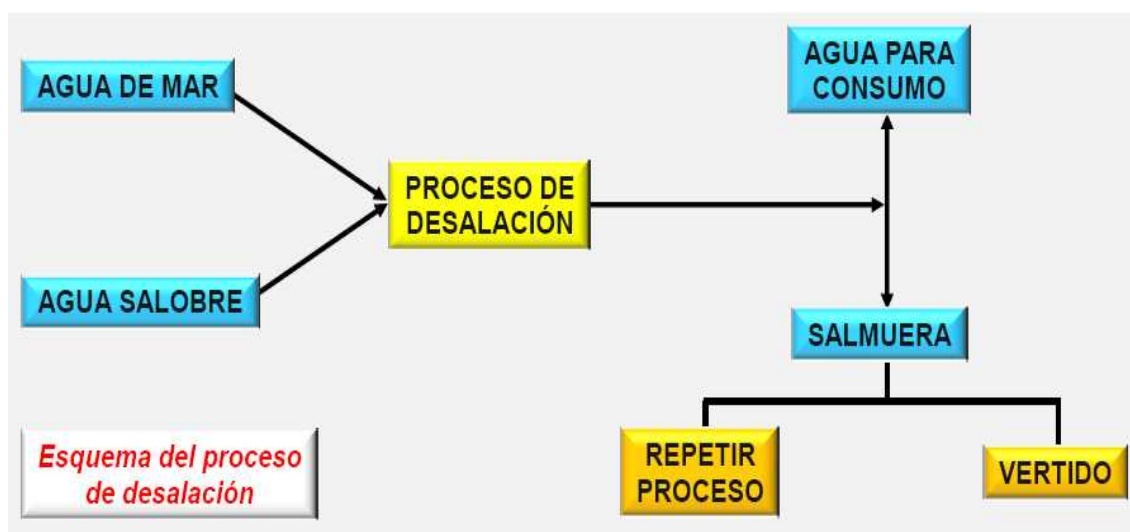 AGUA DE MAR
AGUA SALOBRE
PROCESO DE
DESALACIÓN
AGUA PARA
CONSUMO
SALMUERA
REPETIR
PROCESO
VERTIDO
Esquema del proceso
de desalación